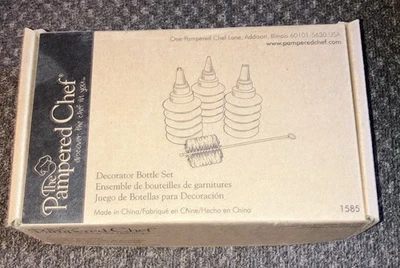 One Pampered Chef Lane, Addison, Illinois 60101-5620 USA
www.pamperedchef.com
The
Pampered Chef®
discover the chef in you™
Decorator Bottle Set
Ensemble de bouteilles de garnitures
Juego de Botellas para Decoración
Made in China/Fabriqué en Chine/Hecho en China
1585